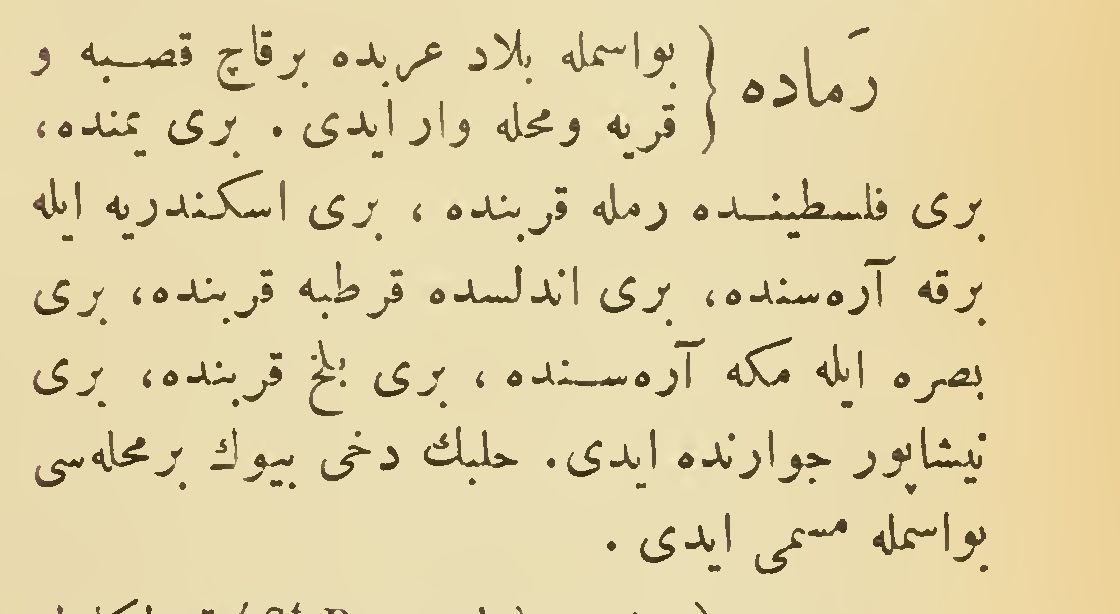 رَماده { بواسمله بلاد عربده برقاچ قصبه و
قريه ومحله وار ايدى . برى يمنده،
برى فلسطينده رمله قربنده ، برى اسكندريه ايله
برقه آره‌سنده، برى اندلسده قرطبه قربنده، برى
بصره ايله مكه آره‌سنده ، برى بلخ قربنده، برى
نيشاپور جوارنده ايدى. حلبك دخى بيوك بر محله‌سى
بواسمله مسمى ايدى .